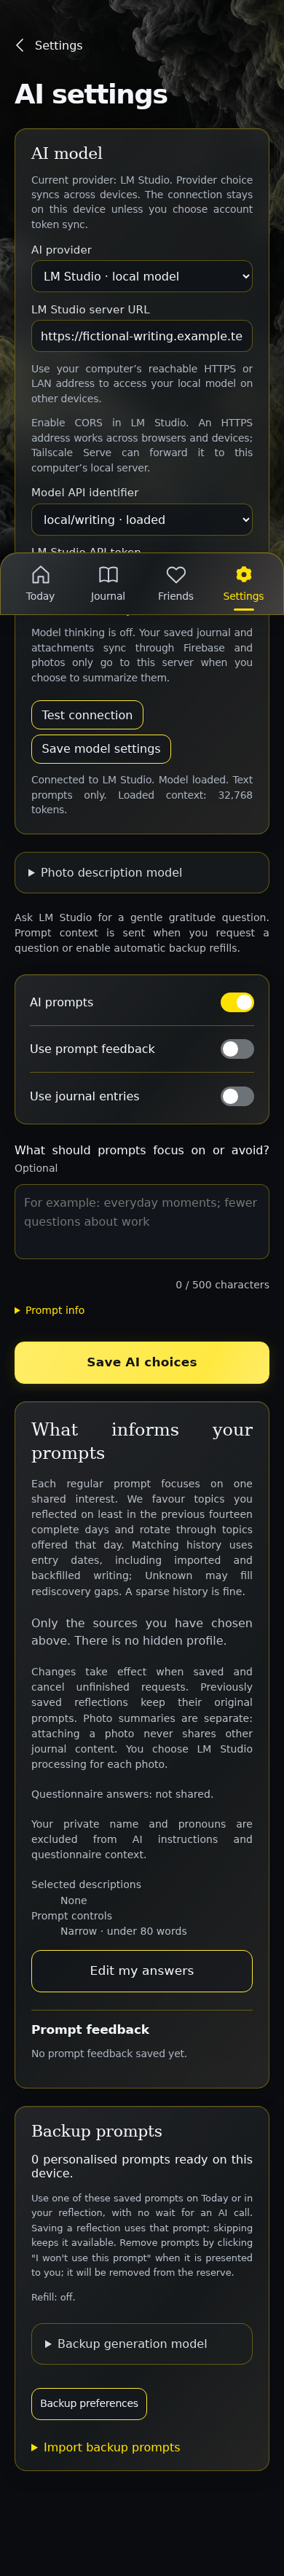 Settings
AI settings
AI model
Current provider: LM Studio. Provider choice
syncs across devices. The connection stays
on this device unless you choose account
token sync.
AI provider
LM Studio · local model
LM Studio server URL
https://fictional-writing.example.te
Use your computer’s reachable HTTPS or
LAN address to access your local model on
other devices.
Enable CORS in LM Studio. An HTTPS
address works across browsers and devices;
Tailscale Serve can forward it to this
computer’s local server.
Model API identifier
local/writing · loaded
LM Studio API token
Today
Journal
Friends
Settings
Model thinking is off. Your saved journal and
attachments sync through Firebase and
photos only go to this server when you
choose to summarize them.
Test connection
Save model settings
Connected to LM Studio. Model loaded. Text
prompts only. Loaded context: 32,768
tokens.
Photo description model
Ask LM Studio for a gentle gratitude question.
Prompt context is sent when you request a
question or enable automatic backup refills.
AI prompts
Use prompt feedback
Use journal entries
What should prompts focus on or avoid?
Optional
For example: everyday moments; fewer
questions about work
0 / 500 characters
Prompt info
Save AI choices
What informs your
prompts
Each regular prompt focuses on one
shared interest. We favour topics you
reflected on least in the previous fourteen
complete days and rotate through topics
offered that day. Matching history uses
entry dates, including imported and
backfilled writing; Unknown may fill
rediscovery gaps. A sparse history is fine.
Only the sources you have chosen
above. There is no hidden profile.
Changes take effect when saved and
cancel unfinished requests. Previously
saved reflections keep their original
prompts. Photo summaries are separate:
attaching a photo never shares other
journal content. You choose LM Studio
processing for each photo.
Questionnaire answers: not shared.
Your private name and pronouns are
excluded from AI instructions and
questionnaire context.
Selected descriptions
None
Prompt controls
Narrow · under 80 words
Edit my answers
Prompt feedback
No prompt feedback saved yet.
Backup prompts
0 personalised prompts ready on this
device.
Use one of these saved prompts on Today or in
your reflection, with no wait for an AI call.
Saving a reflection uses that prompt; skipping
keeps it available. Remove prompts by clicking
"I won't use this prompt" when it is presented
to you; it will be removed from the reserve.
Refill: off.
Backup generation model
Backup preferences
Import backup prompts